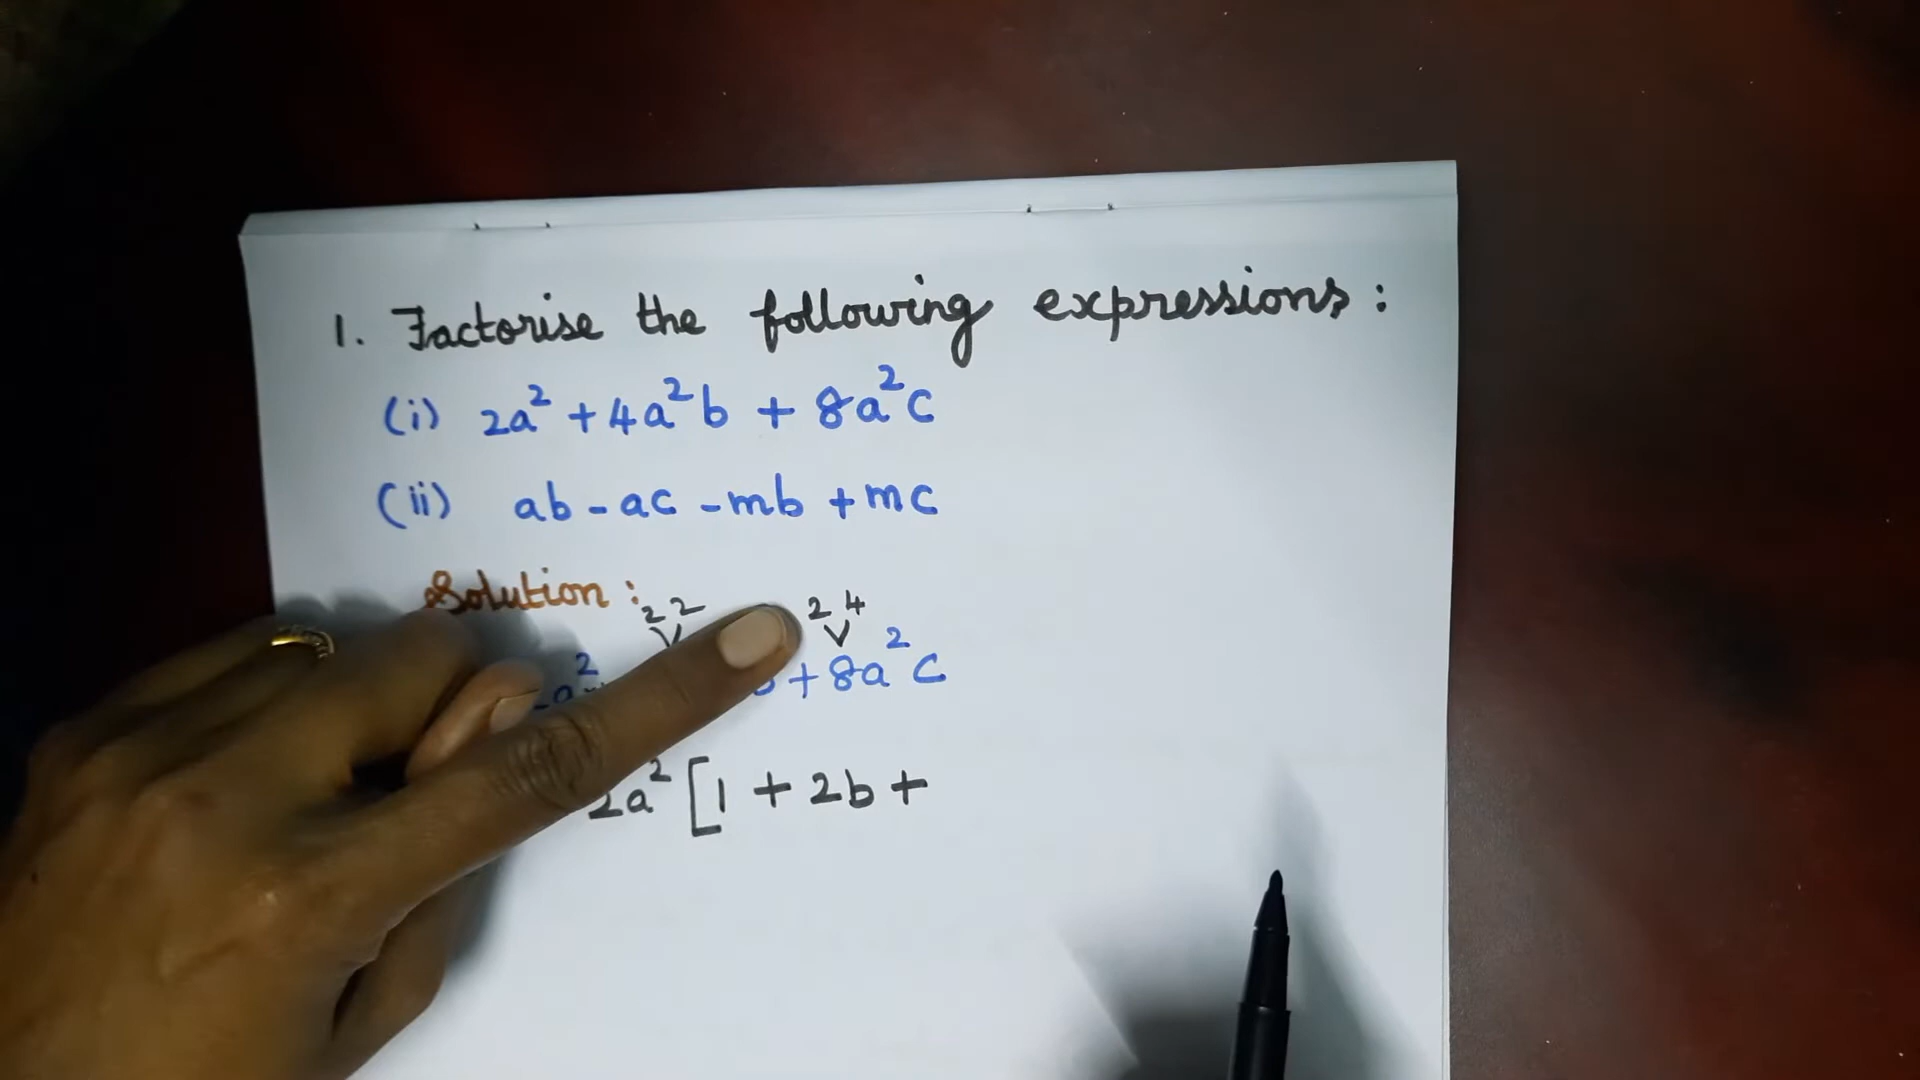 1. Factorise the following expressions:
(i) 2a² + 4a²b + 8a²c
(ii) ab - ac - mb + mc
Solution:
2 2 2 4
a² + 8a²c
2a² [1 + 2b +